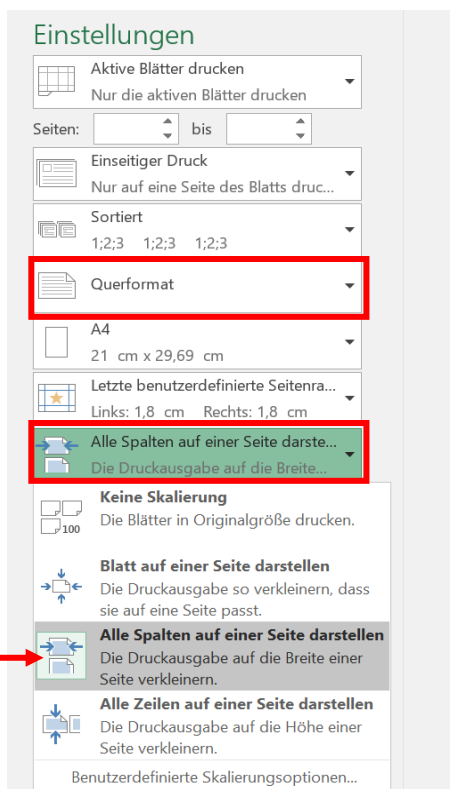 Einstellungen
Aktive Blätter drucken
Nur die aktiven Blätter drucken
Seiten: bis
Einseitiger Druck
Nur auf eine Seite des Blatts druc...
Sortiert
1;2;3 1;2;3 1;2;3
Querformat
A4
21 cm x 29,69 cm
Letzte benutzerdefinierte Seitenra...
Links: 1,8 cm Rechts: 1,8 cm
Alle Spalten auf einer Seite darste...
Die Druckausgabe auf die Breite...
Keine Skalierung
Die Blätter in Originalgröße drucken.
100
Blatt auf einer Seite darstellen
Die Druckausgabe so verkleinern, dass
sie auf eine Seite passt.
Alle Spalten auf einer Seite darstellen
Die Druckausgabe auf die Breite einer
Seite verkleinern.
Alle Zeilen auf einer Seite darstellen
Die Druckausgabe auf die Höhe einer
Seite verkleinern.
Benutzerdefinierte Skalierungsoptionen...